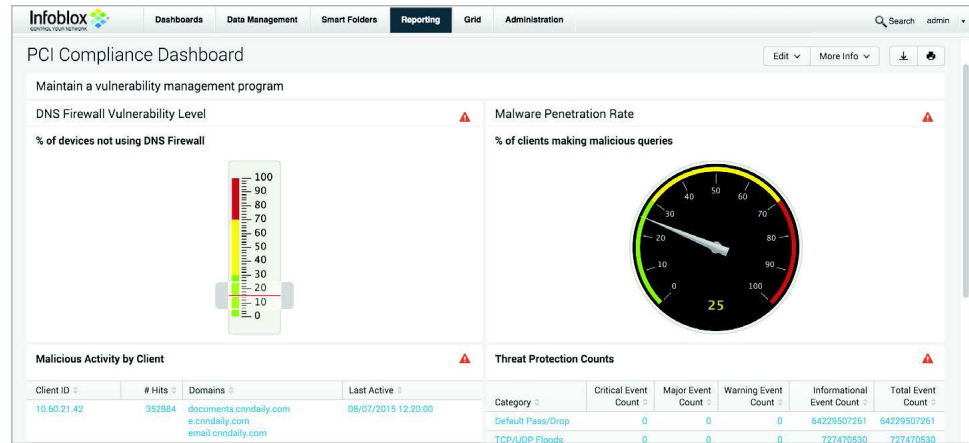 Infoblox
CONTROL YOUR NETWORK
Dashboards Data Management Smart Folders Reporting Grid Administration
Search admin
PCI Compliance Dashboard
Edit More Info
Maintain a vulnerability management program
DNS Firewall Vulnerability Level
% of devices not using DNS Firewall
100
90
80
70
60
50
40
30
20
10
0
Malware Penetration Rate
% of clients making malicious queries
0
10
20
30
40
50
60
70
80
90
100
25
Malicious Activity by Client
Client ID # Hits Domains Last Active
10.60.21.42 352884 documents.cnndaily.com 08/07/2015 12:20:00
e.cnndaily.com
email.cnndaily.com
Threat Protection Counts
Category Critical Event Count Major Event Count Warning Event Count Informational Event Count Total Event Count
Default Pass/Drop 0 0 0 64229507261 64229507261
TCP/UDP Floods 0 0 0 727470530 727470530